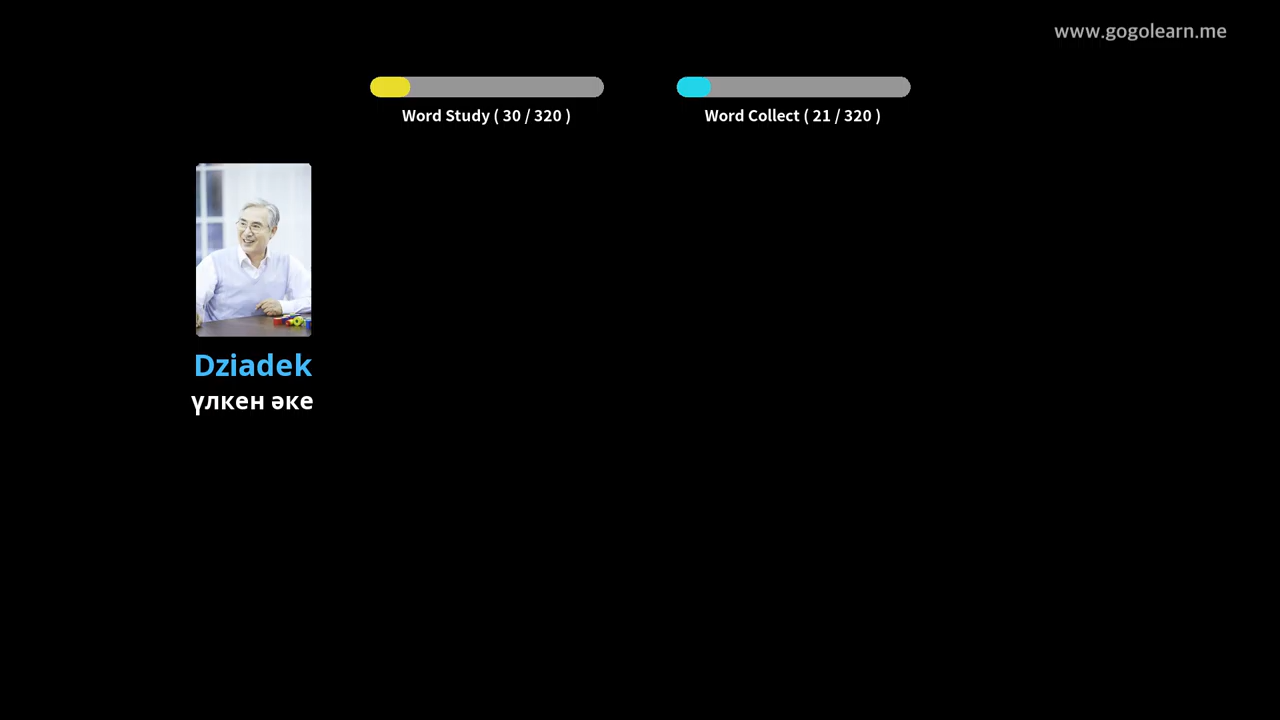 www.gogolearn.me
Word Study ( 30 / 320 )
Word Collect ( 21 / 320 )
Dziadek
үлкен әке